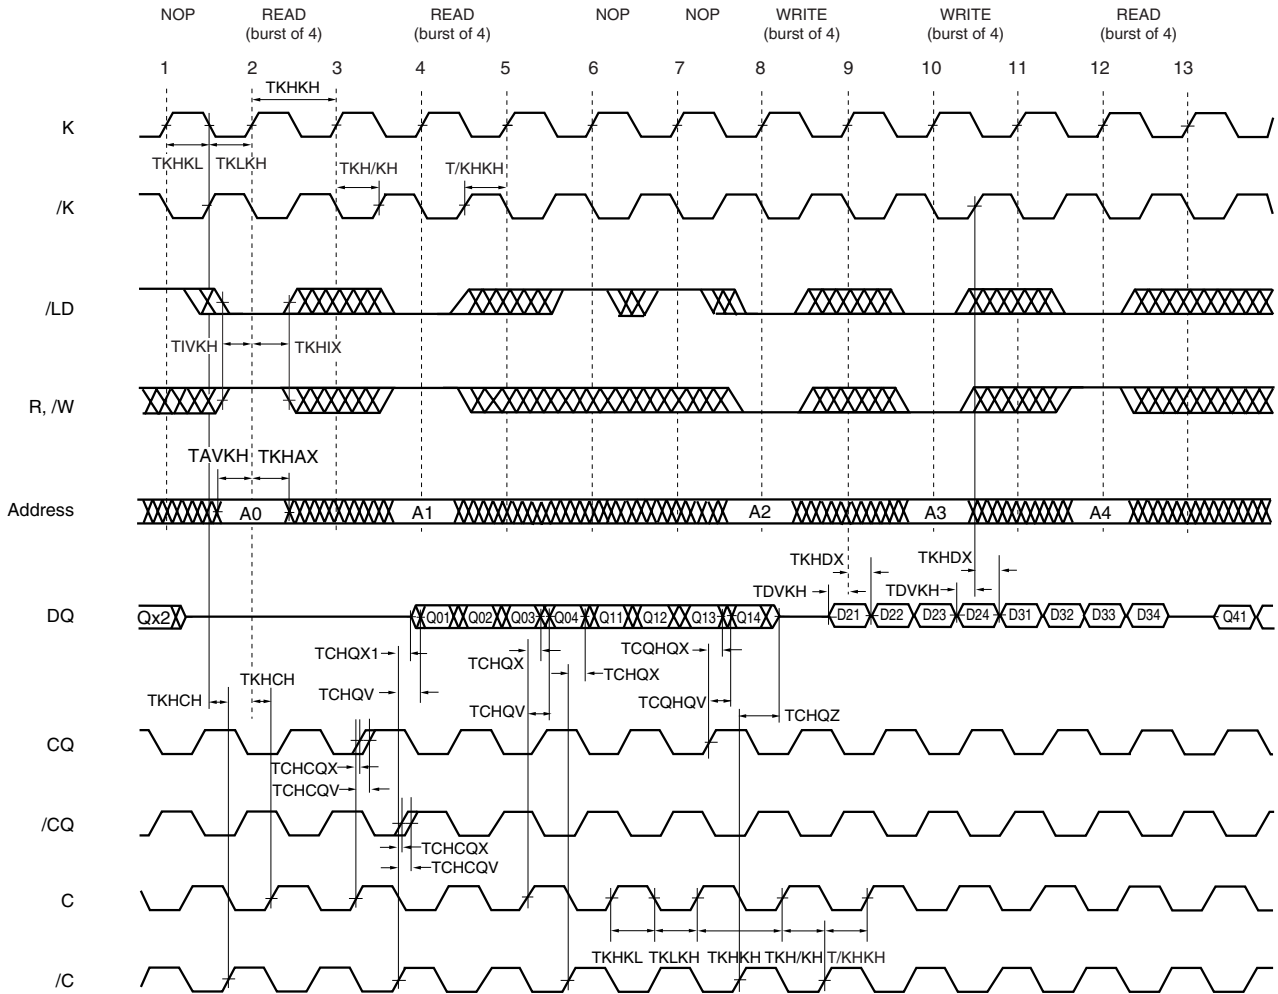 NOP READ READ NOP NOP WRITE WRITE READ
(burst of 4) (burst of 4) (burst of 4) (burst of 4) (burst of 4)
1 2 3 4 5 6 7 8 9 10 11 12 13
TKHKH
K
TKHKL TKLKH TKH/KH T/KHKH
/K
/LD
TIVKH TKHIX
R, /W
TAVKH TKHAX
Address A0 A1 A2 A3 A4
TKHDX TKHDX
TDVKH TDVKH
DQ Qx2 Q01 Q02 Q03 Q04 Q11 Q12 Q13 Q14 D21 D22 D23 D24 D31 D32 D33 D34 Q41
TCHQX1 TCHQX TCHQX TCQHQX
TKHCH TKHCH TCHQV TCHQV TCQHQV TCHQZ
CQ
TCHCQX
TCHCQV
/CQ
TCHCQX
TCHCQV
C
TKHKL TKLKH TKHKH TKH/KH T/KHKH
/C